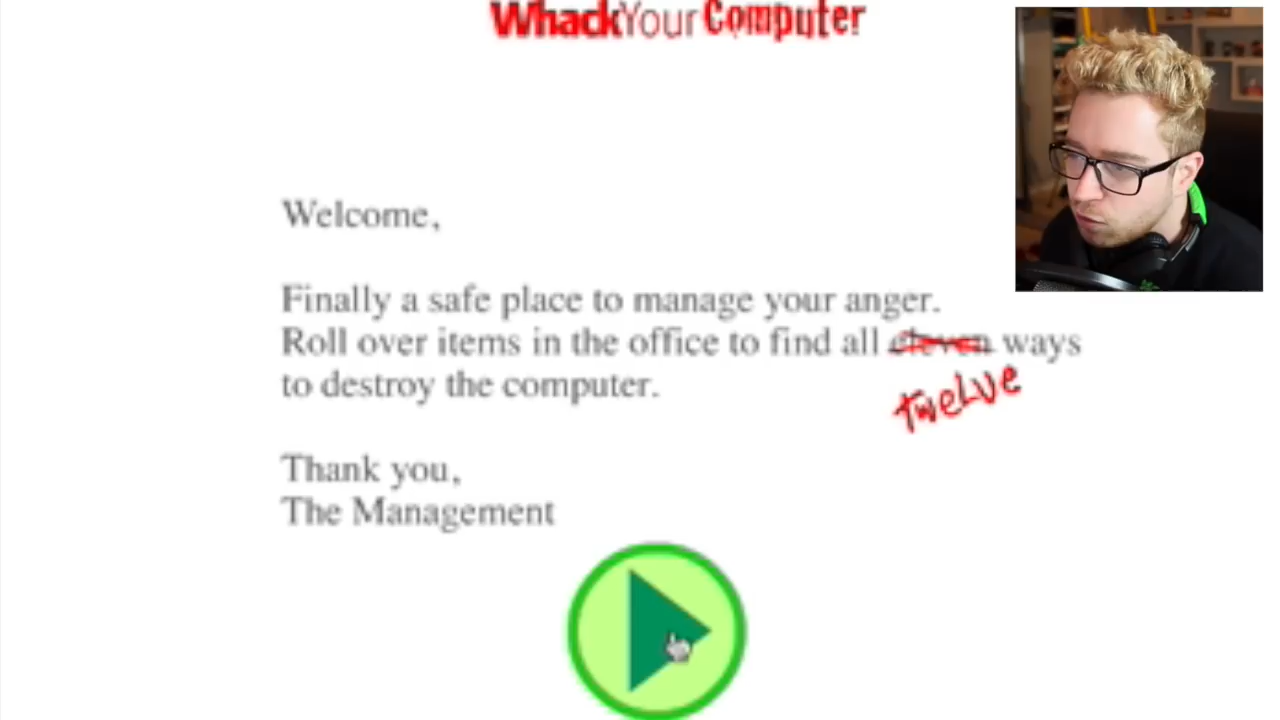 WhackYourComputer
Welcome,
Finally a safe place to manage your anger.
Roll over items in the office to find all eleven ways
twelve
to destroy the computer.
Thank you,
The Management